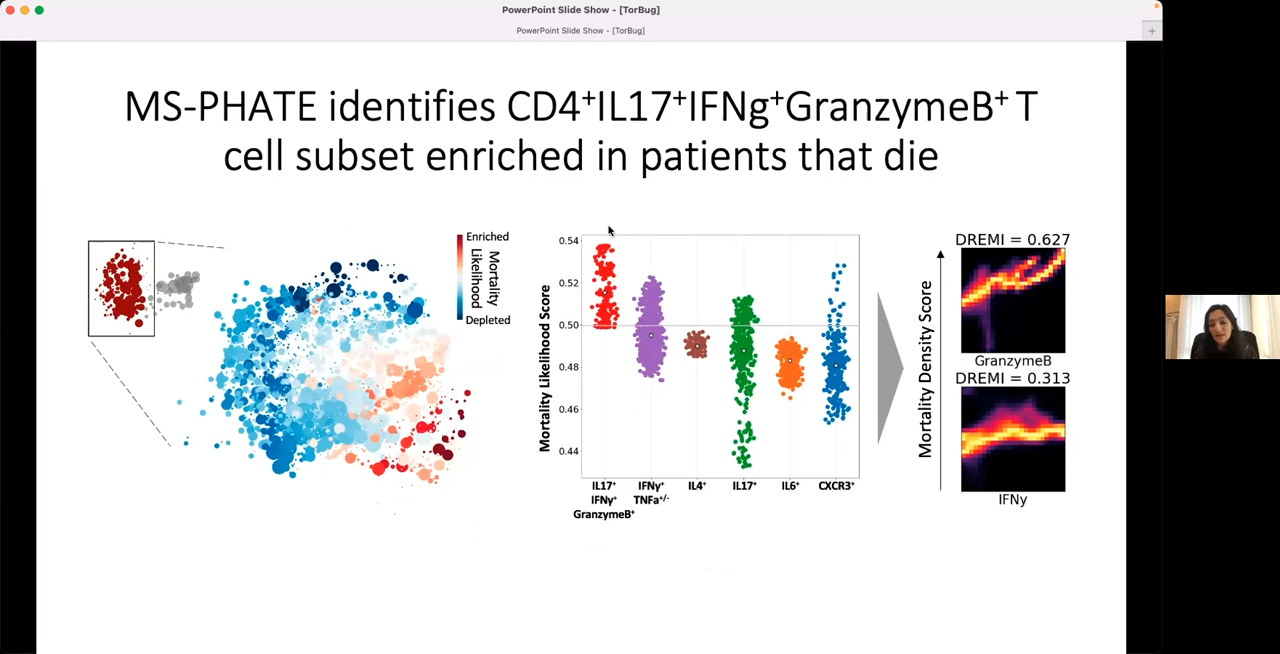 PowerPoint Slide Show - [TorBug]
PowerPoint Slide Show - [TorBug]
+
MS-PHATE identifies CD4⁺IL17⁺IFNg⁺GranzymeB⁺ T
cell subset enriched in patients that die
Enriched
Mortality
Likelihood
Depleted
Mortality Likelihood Score
0.54
0.52
0.50
0.48
0.46
0.44
IL17⁺
IFNγ⁺
GranzymeB⁺
IFNγ⁺
TNFa⁺/⁻
IL4⁺
IL17⁺
IL6⁺
CXCR3⁺
Mortality Density Score
DREMI = 0.627
GranzymeB
DREMI = 0.313
IFNy